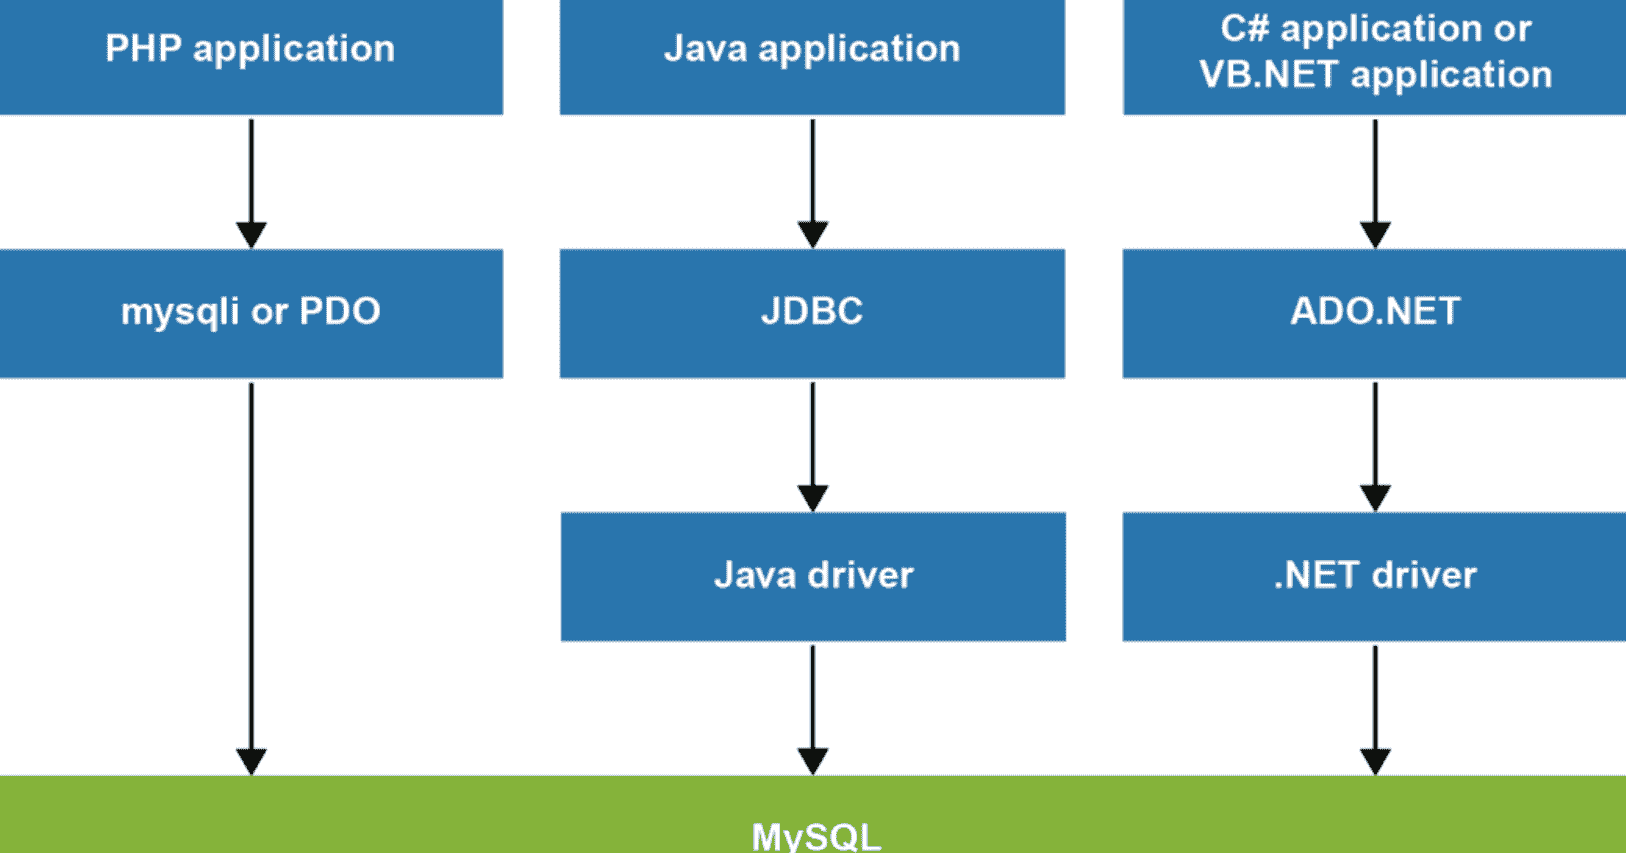 PHP application
Java application
C# application or
VB.NET application
mysqli or PDO
JDBC
ADO.NET
Java driver
.NET driver
MySQL